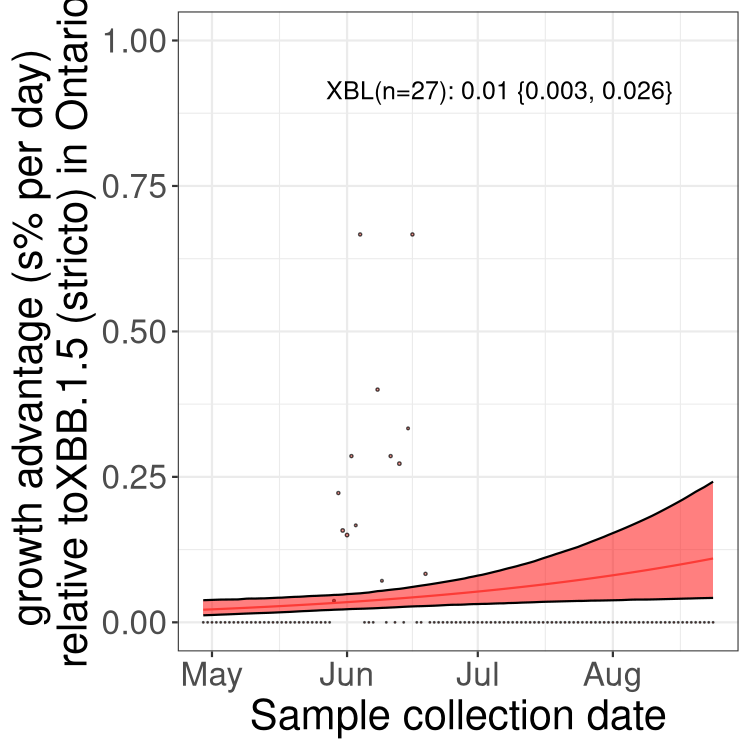 growth advantage (s% per day)
relative toXBB.1.5 (stricto) in Ontario
1.00
XBL(n=27): 0.01 {0.003, 0.026}
0.75
0.50
0.25
0.00
May Jun Jul Aug
Sample collection date